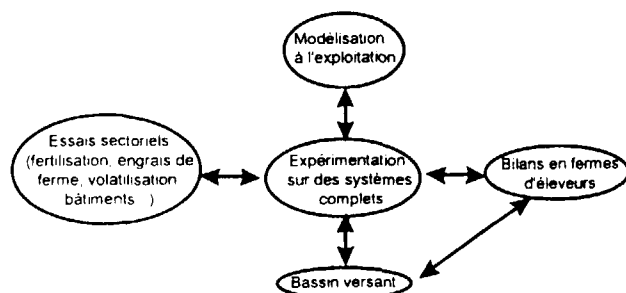 Modélisation
à l'exploitation
Essais sectoriels
(fertilisation, engrais de
ferme, volatilisation
bâtiments )
Expérimentation
sur des systèmes
complets
Bilans en fermes
d'éleveurs
Bassin versant